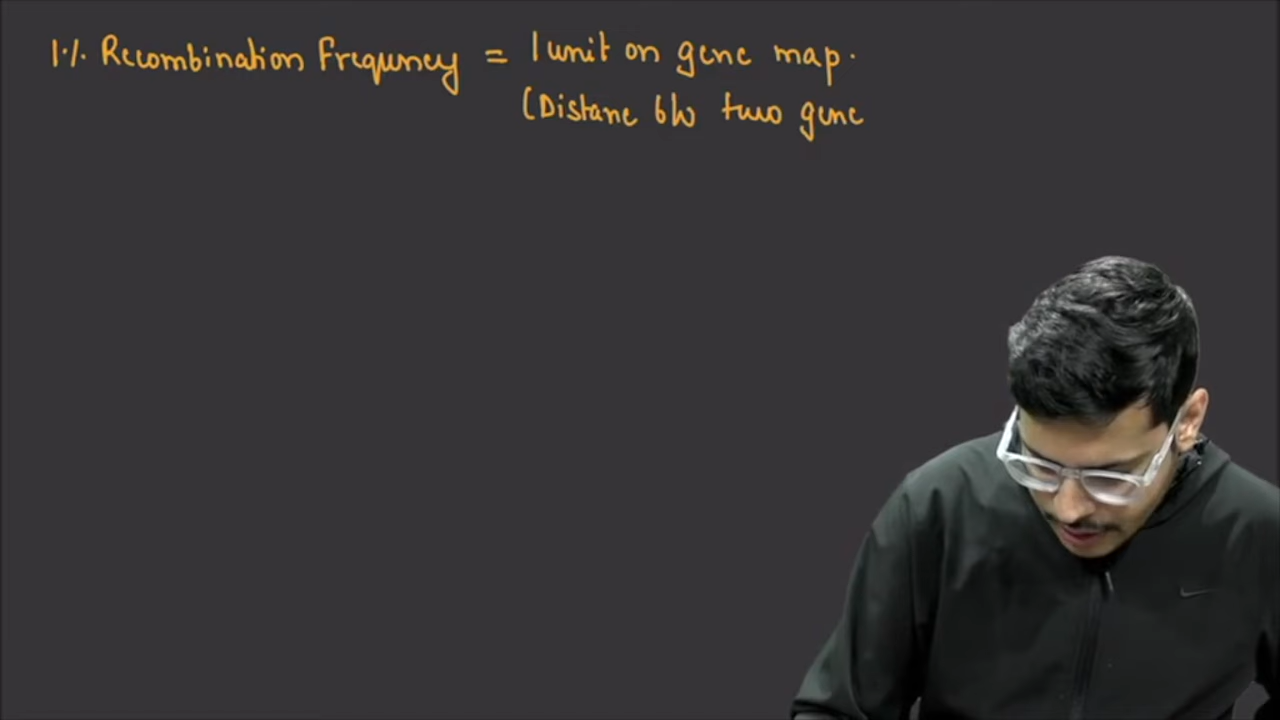 1% Recombination Frequency = 1 unit on gene map.
(Distane b/w two gene